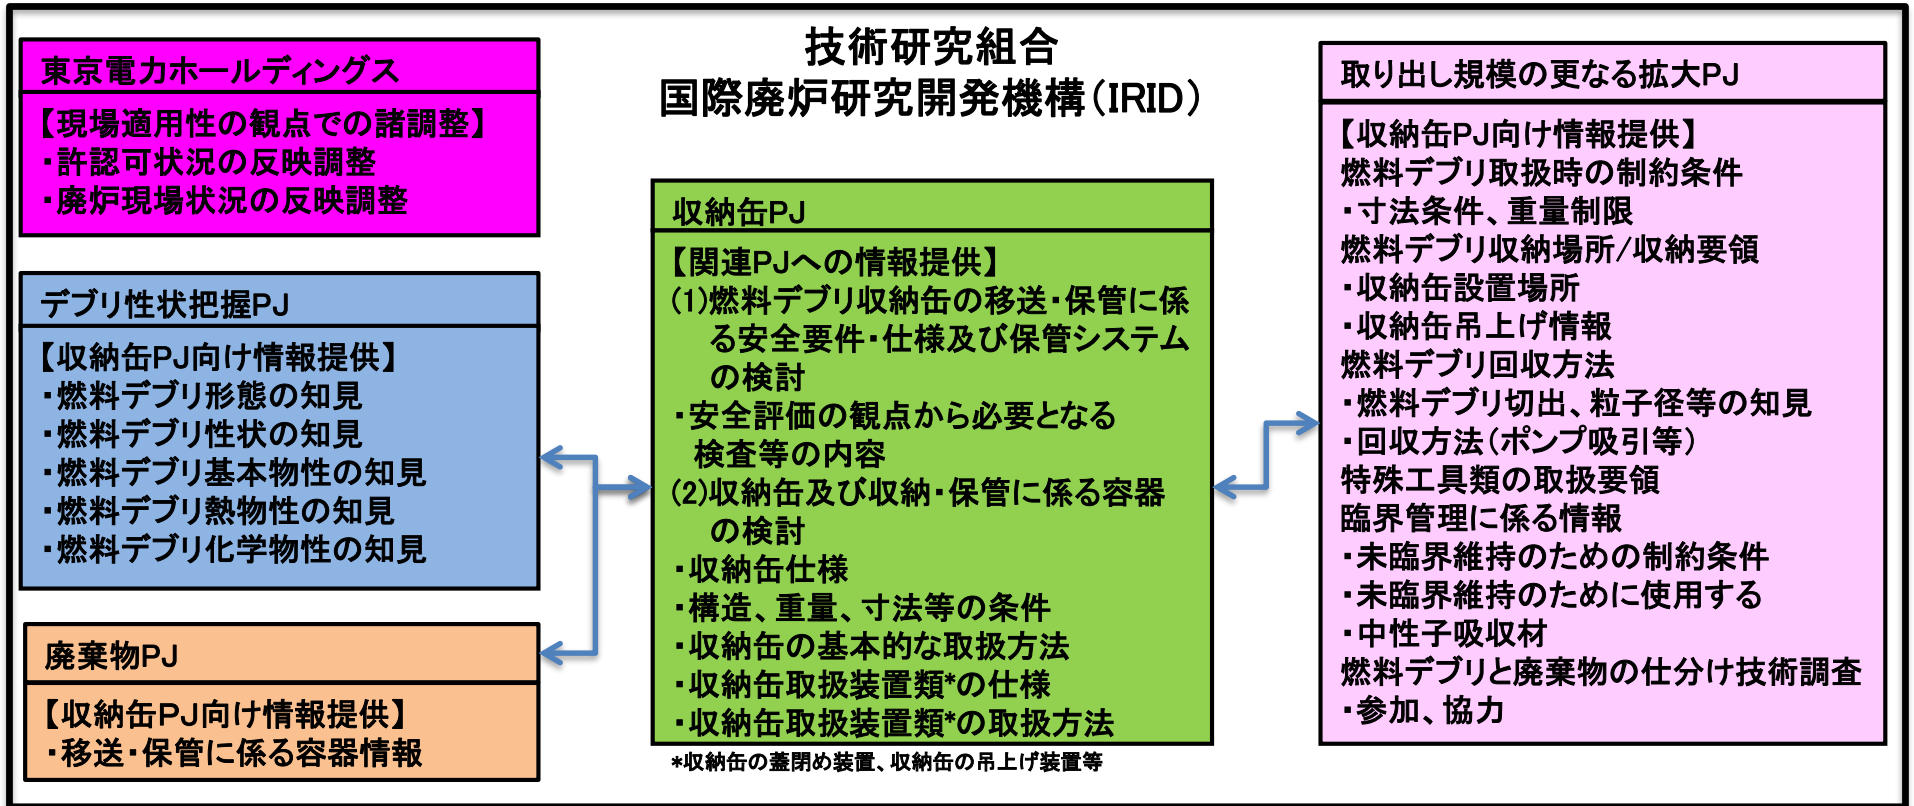 技術研究組合
国際廃炉研究開発機構(IRID)
東京電力ホールディングス
【現場適用性の観点での諸調整】
・許認可状況の反映調整
・廃炉現場状況の反映調整
デブリ性状把握PJ
【収納缶PJ向け情報提供】
・燃料デブリ形態の知見
・燃料デブリ性状の知見
・燃料デブリ基本物性の知見
・燃料デブリ熱物性の知見
・燃料デブリ化学物性の知見
廃棄物PJ
【収納缶PJ向け情報提供】
・移送・保管に係る容器情報
収納缶PJ
【関連PJへの情報提供】
(1)燃料デブリ収納缶の移送・保管に係
る安全要件・仕様及び保管システム
の検討
・安全評価の観点から必要となる
検査等の内容
(2)収納缶及び収納・保管に係る容器
の検討
・収納缶仕様
・構造、重量、寸法等の条件
・収納缶の基本的な取扱方法
・収納缶取扱装置類*の仕様
・収納缶取扱装置類*の取扱方法
*収納缶の蓋閉め装置、収納缶の吊上げ装置等
取り出し規模の更なる拡大PJ
【収納缶PJ向け情報提供】
燃料デブリ取扱時の制約条件
・寸法条件、重量制限
燃料デブリ収納場所/収納要領
・収納缶設置場所
・収納缶吊上げ情報
燃料デブリ回収方法
・燃料デブリ切出、粒子径等の知見
・回収方法(ポンプ吸引等)
特殊工具類の取扱要領
臨界管理に係る情報
・未臨界維持のための制約条件
・未臨界維持のために使用する
・中性子吸収材
燃料デブリと廃棄物の仕分け技術調査
・参加、協力